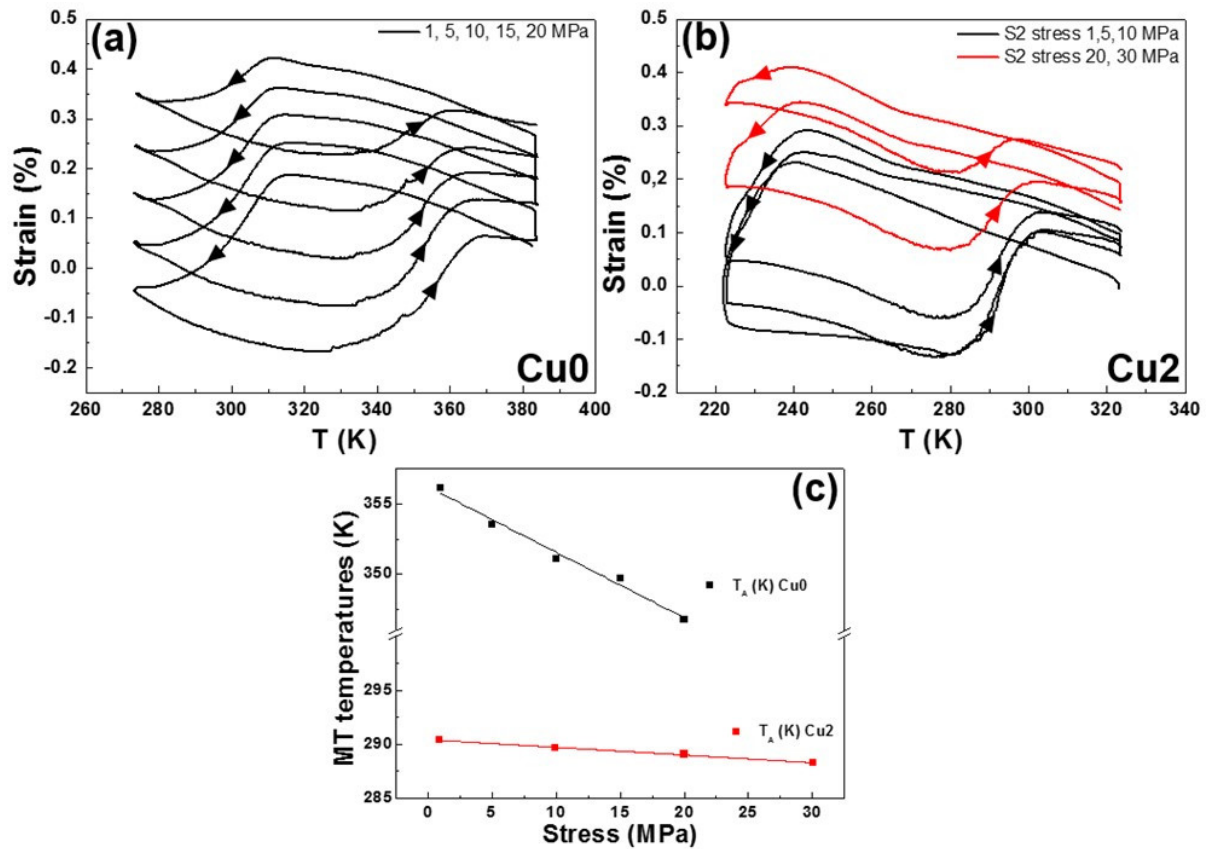 (a)
1, 5, 10, 15, 20 MPa
0.5
0.4
0.3
0.2
0.1
0.0
-0.1
-0.2
Strain (%)
Cu0
260 280 300 320 340 360 380 400
T (K)
(b)
S2 stress 1,5,10 MPa
S2 stress 20, 30 MPa
0.5
0.4
0.3
0.2
0.1
0.0
-0.1
-0.2
Strain (%)
Cu2
220 240 260 280 300 320 340
T (K)
(c)
355
350
295
290
285
MT temperatures (K)
T_A (K) Cu0
T_A (K) Cu2
0 5 10 15 20 25 30
Stress (MPa)